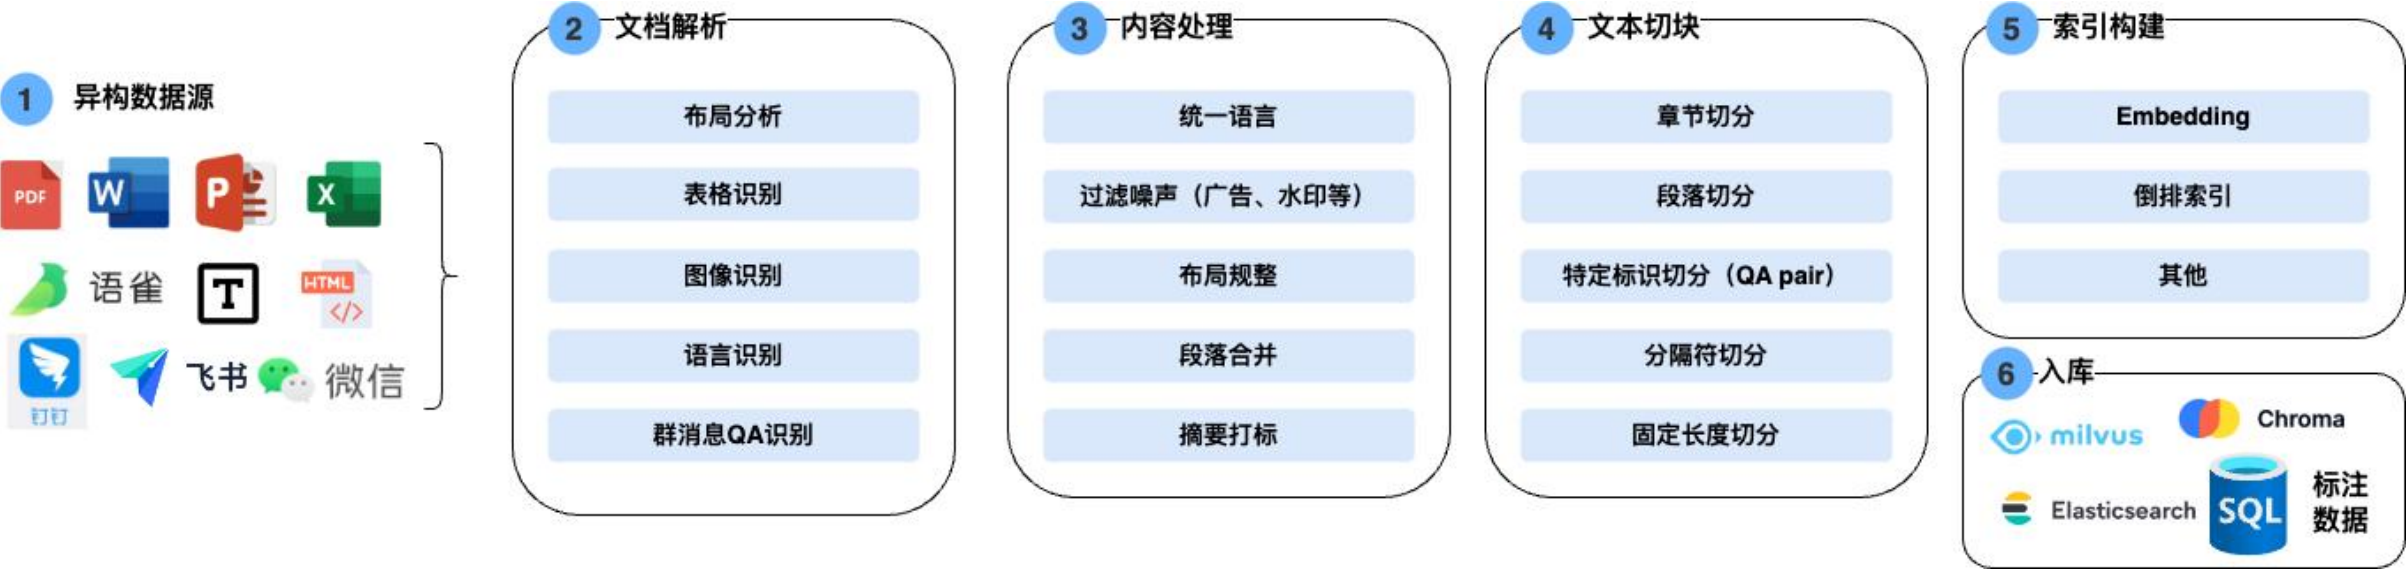 1 异构数据源
PDF
W
P
X
语雀
T
HTML
</>
钉钉
飞书
微信
2 文档解析
布局分析
表格识别
图像识别
语言识别
群消息QA识别
3 内容处理
统一语言
过滤噪声（广告、水印等）
布局规整
段落合并
摘要打标
4 文本切块
章节切分
段落切分
特定标识切分（QA pair）
分隔符切分
固定长度切分
5 索引构建
Embedding
倒排索引
其他
6 入库
milvus
Chroma
Elasticsearch
SQL
标注
数据